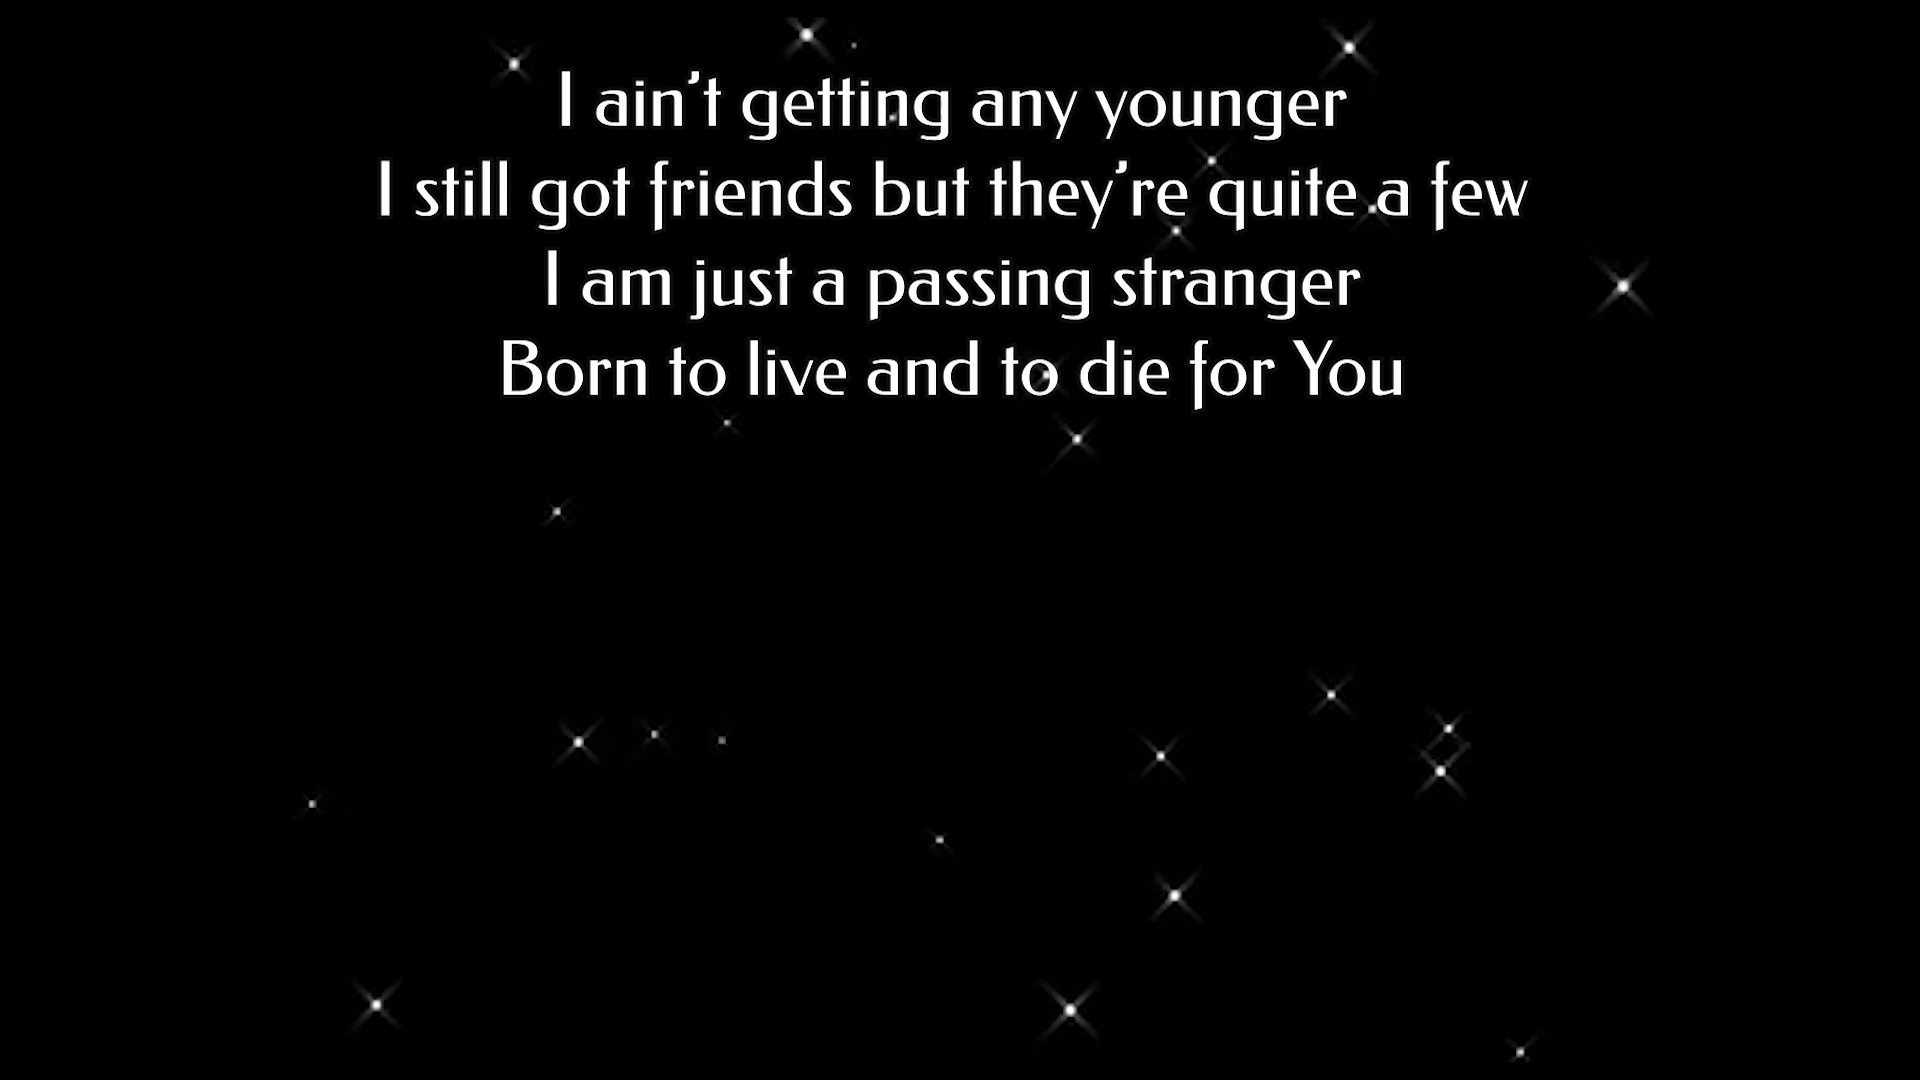 I ain’t getting any younger
I still got friends but they’re quite a few
I am just a passing stranger
Born to live and to die for You